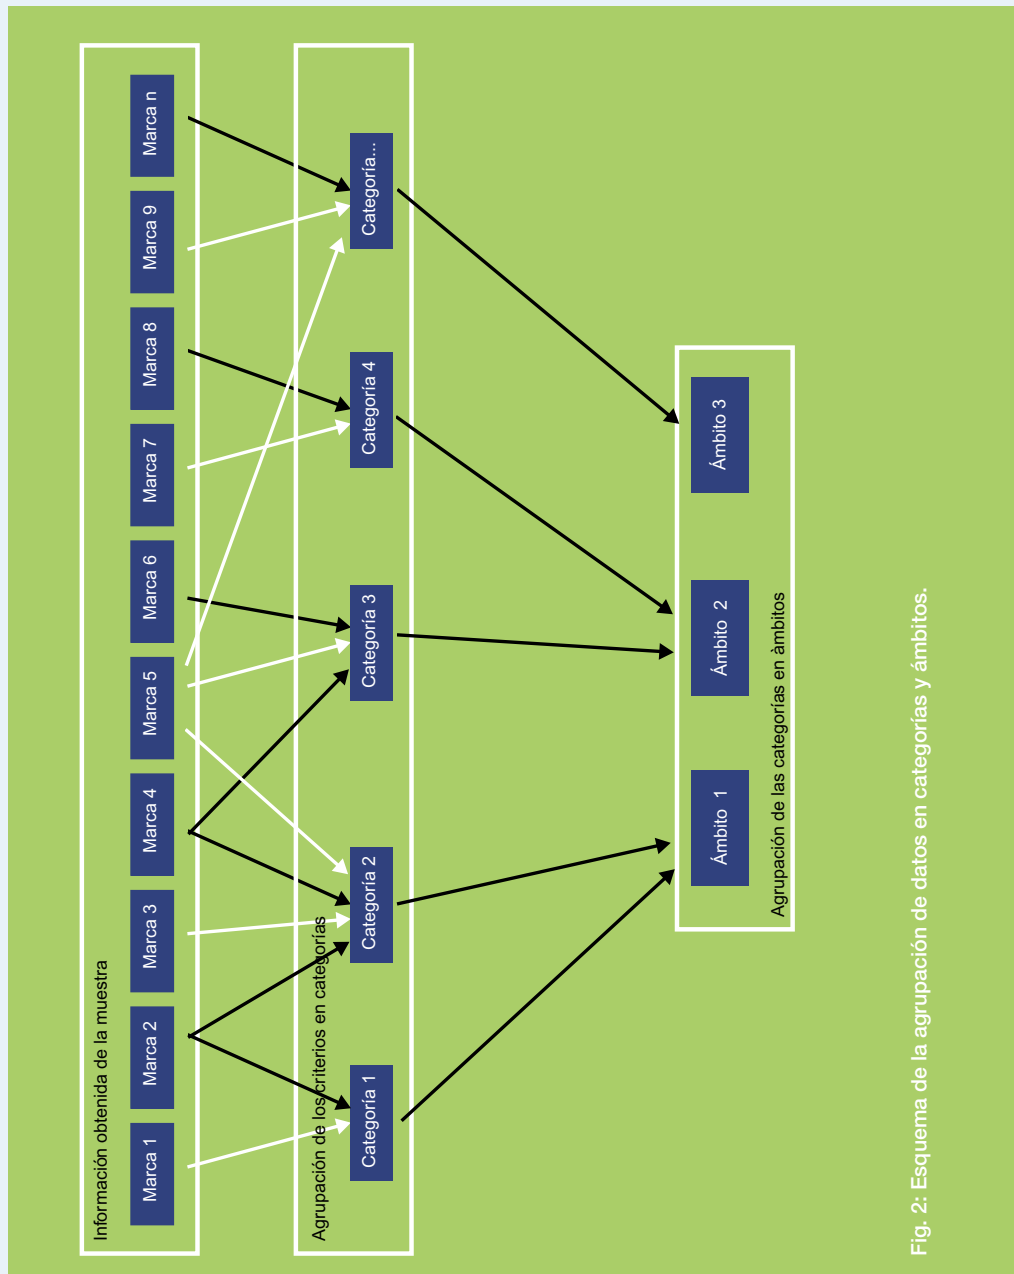 Información obtenida de la muestra
Marca 1
Marca 2
Marca 3
Marca 4
Marca 5
Marca 6
Marca 7
Marca 8
Marca 9
Marca n
Agrupación de los criterios en categorías
Categoría 1
Categoría 2
Categoría 3
Categoría 4
Categoría...
Ámbito 1
Ámbito 2
Ámbito 3
Agrupación de las categorías en àmbitos
Fig. 2: Esquema de la agrupación de datos en categorías y ámbitos.